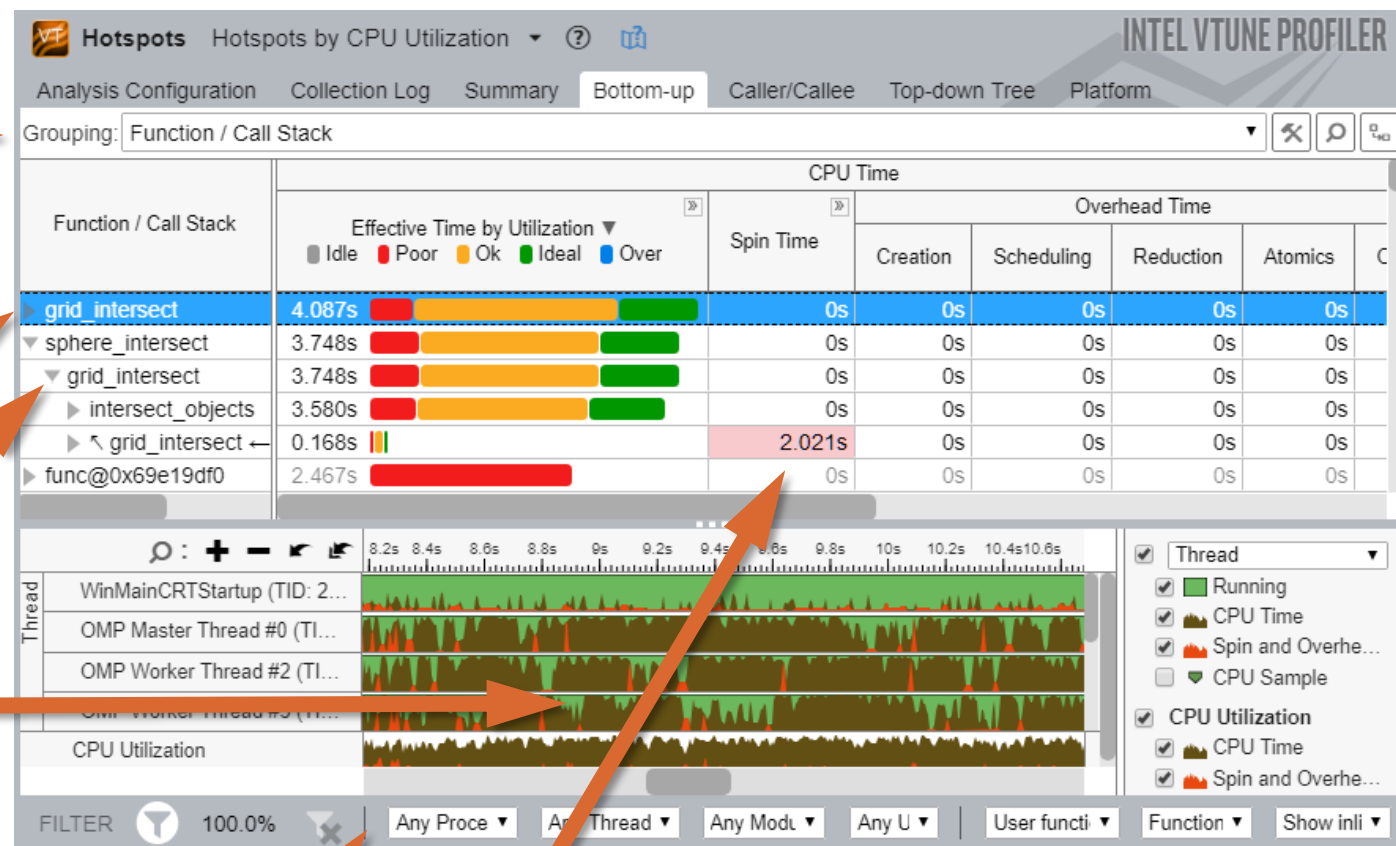 Hotspots Hotspots by CPU Utilization
INTEL VTUNE PROFILER
Analysis Configuration Collection Log Summary Bottom-up Caller/Callee Top-down Tree Platform
Grouping: Function / Call Stack
Function / Call Stack
CPU Time
Effective Time by Utilization
Idle Poor Ok Ideal Over
Spin Time
Overhead Time
Creation Scheduling Reduction Atomics
grid_intersect 4.087s 0s 0s 0s 0s 0s
sphere_intersect 3.748s 0s 0s 0s 0s 0s
grid_intersect 3.748s 0s 0s 0s 0s 0s
intersect_objects 3.580s 0s 0s 0s 0s 0s
grid_intersect 0.168s 2.021s 0s 0s 0s 0s
func@0x69e19df0 2.467s 0s 0s 0s 0s 0s
8.2s 8.4s 8.6s 8.8s 9s 9.2s 9.8s 10s 10.2s 10.4s 10.6s
Thread
WinMainCRTStartup (TID: 2...
OMP Master Thread #0 (TI...
OMP Worker Thread #2 (TI...
CPU Utilization
Thread
Running
CPU Time
Spin and Overhe...
CPU Sample
CPU Utilization
CPU Time
Spin and Overhe...
FILTER 100.0% Any Proce Thread Any Modu Any U User functi Function Show inli